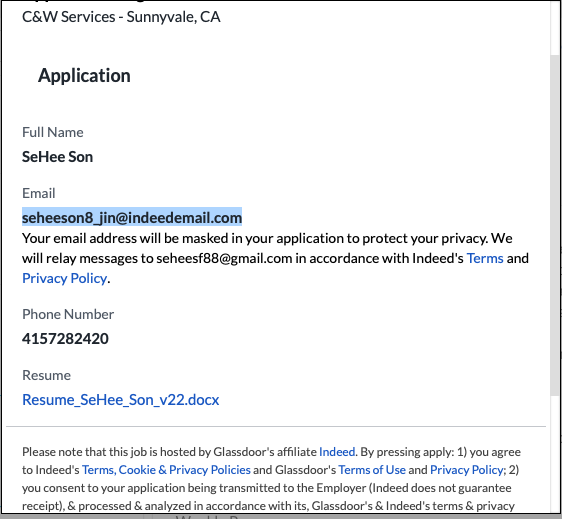 C&W Services - Sunnyvale, CA
Application
Full Name
SeHee Son
Email
seheeson8_jin@indeedemail.com
Your email address will be masked in your application to protect your privacy. We
will relay messages to seheesf88@gmail.com in accordance with Indeed's Terms and
Privacy Policy.
Phone Number
4157282420
Resume
Resume_SeHee_Son_v22.docx
Please note that this job is hosted by Glassdoor's affiliate Indeed. By pressing apply: 1) you agree
to Indeed's Terms, Cookie & Privacy Policies and Glassdoor's Terms of Use and Privacy Policy; 2)
you consent to your application being transmitted to the Employer (Indeed does not guarantee
receipt), & processed & analyzed in accordance with its, Glassdoor's & Indeed's terms & privacy